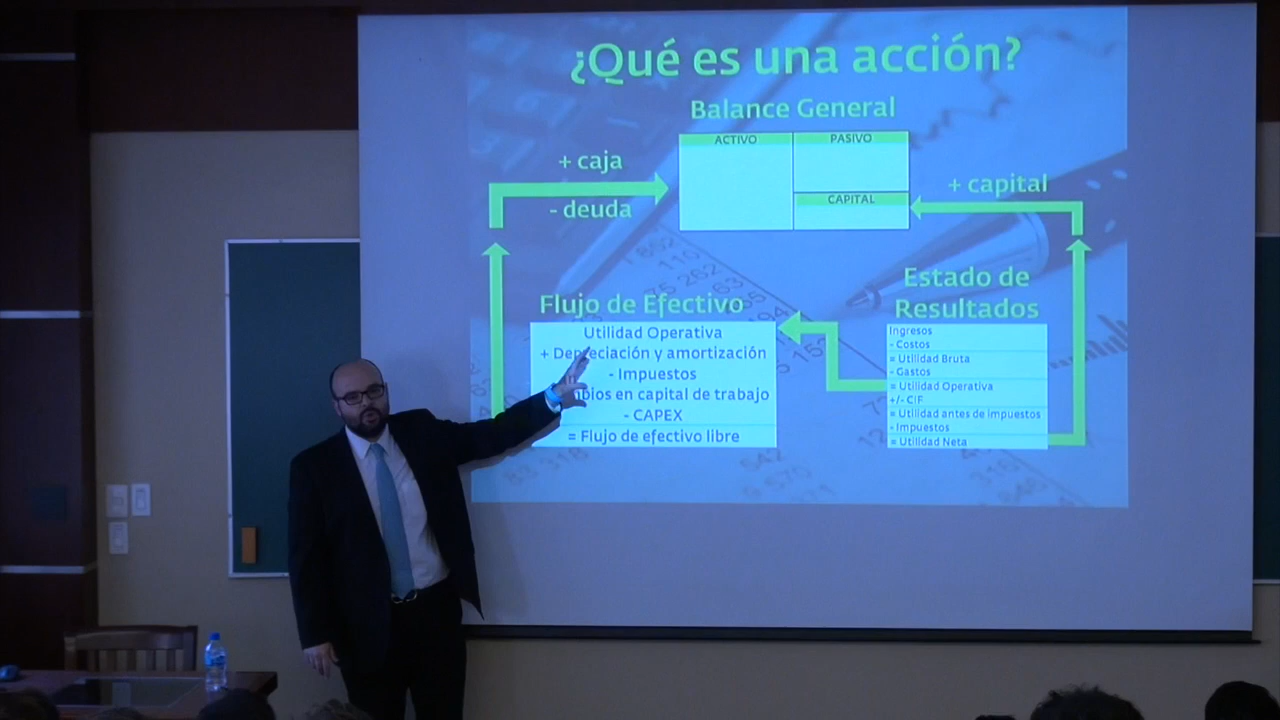 ¿Qué es una acción?
Balance General
ACTIVO
PASIVO
CAPITAL
+ caja
- deuda
+ capital
Flujo de Efectivo
Utilidad Operativa
+ Depreciación y amortización
- Impuestos
en capital de trabajo
- CAPEX
= Flujo de efectivo libre
Estado de
Resultados
Ingresos
- Costos
= Utilidad Bruta
- Gastos
= Utilidad Operativa
+/- CIF
= Utilidad antes de impuestos
- Impuestos
= Utilidad Neta